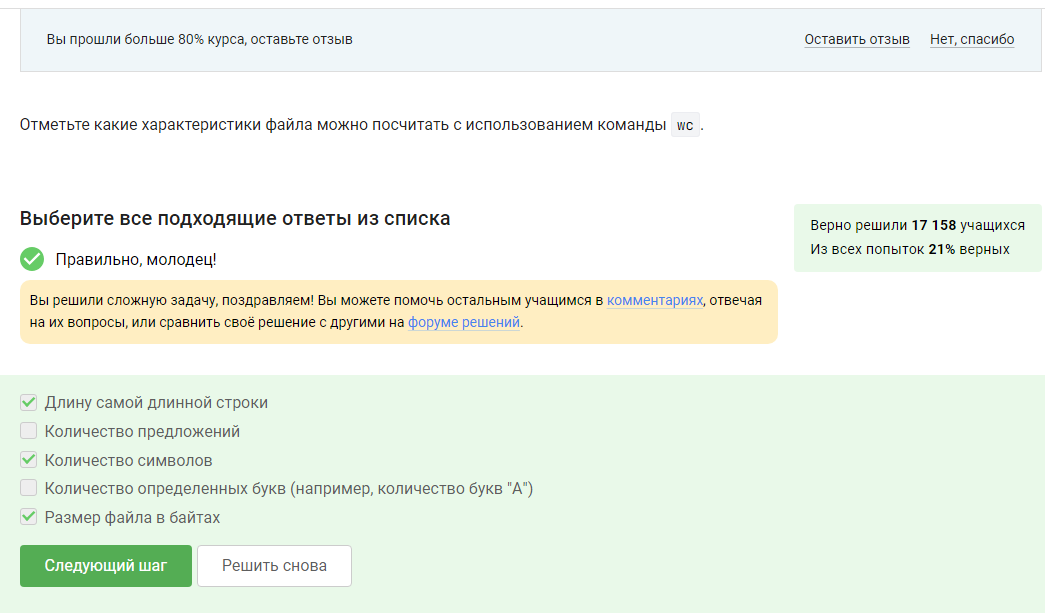 Вы прошли больше 80% курса, оставьте отзыв
Оставить отзыв
Нет, спасибо
Отметьте какие характеристики файла можно посчитать с использованием команды wc.
Выберите все подходящие ответы из списка
Верно решили 17 158 учащихся
Из всех попыток 21% верных
Правильно, молодец!
Вы решили сложную задачу, поздравляем! Вы можете помочь остальным учащимся в комментариях, отвечая
на их вопросы, или сравнить своё решение с другими на форуме решений.
Длину самой длинной строки
Количество предложений
Количество символов
Количество определенных букв (например, количество букв "А")
Размер файла в байтах
Следующий шаг
Решить снова